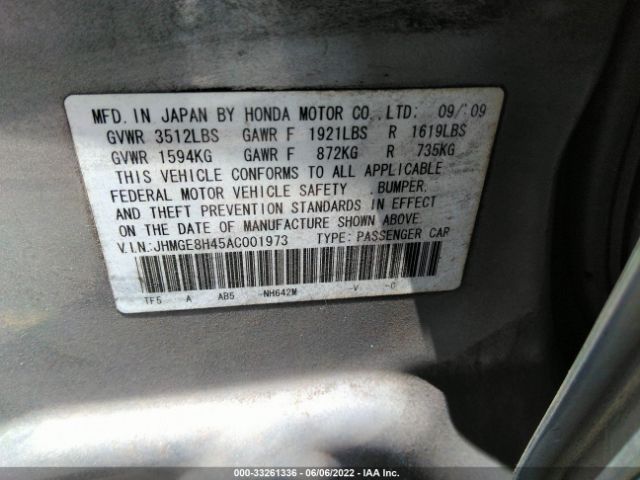 MFD. IN JAPAN BY HONDA MOTOR CO., LTD: 09/'09
GVWR 3512LBS GAWR F 1921LBS R 1619LBS
GVWR 1594KG GAWR F 872KG R 735KG
THIS VEHICLE CONFORMS TO ALL APPLICABLE
FEDERAL MOTOR VEHICLE SAFETY , BUMPER,
AND THEFT PREVENTION STANDARDS IN EFFECT
ON THE DATE OF MANUFACTURE SHOWN ABOVE.
V.I.N:JHMGE8H45AC001973 TYPE: PASSENGER CAR
TF5 A AB5 -NH642M -V -C
000-33261336 - 06/06/2022 - IAA Inc.